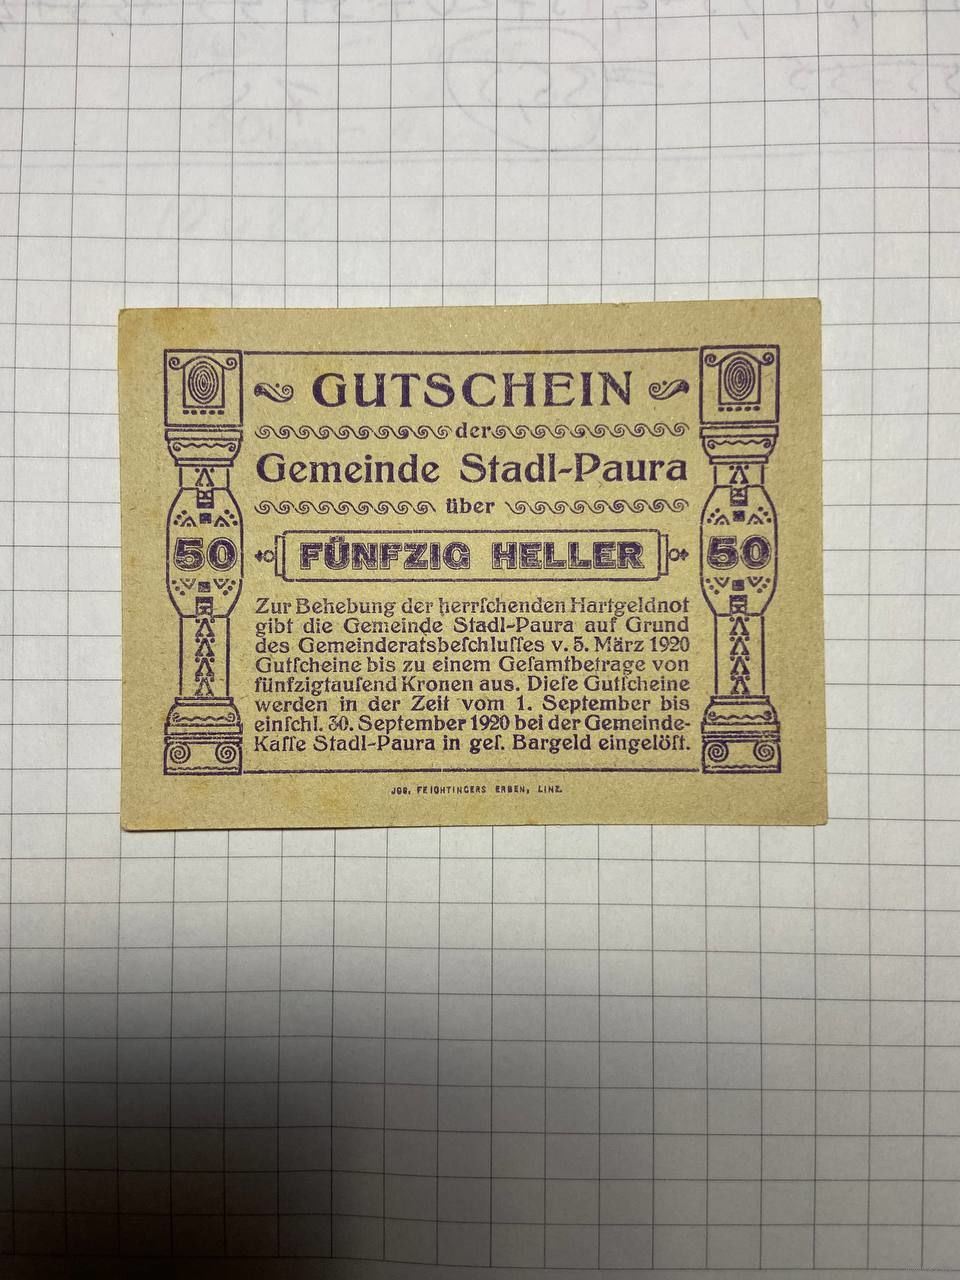 GUTSCHEIN
der
Gemeinde Stadl-Paura
über
50 FÜNFZIG HELLER 50
Zur Behebung der herrſchenden Hartgeldnot
gibt die Gemeinde Stadl-Paura auf Grund
des Gemeinderatsbeſchluſſes v. 5. März 1920
Gutſcheine bis zu einem Geſamtbetrage von
fünfzigtauſend Kronen aus. Dieſe Gutſcheine
werden in der Zeit vom 1. September bis
einſchl. 30. September 1920 bei der Gemeinde-
Kaſſe Stadl-Paura in geſ. Bargeld eingelöſt.
JOS. FEICHTINGERS ERBEN, LINZ.